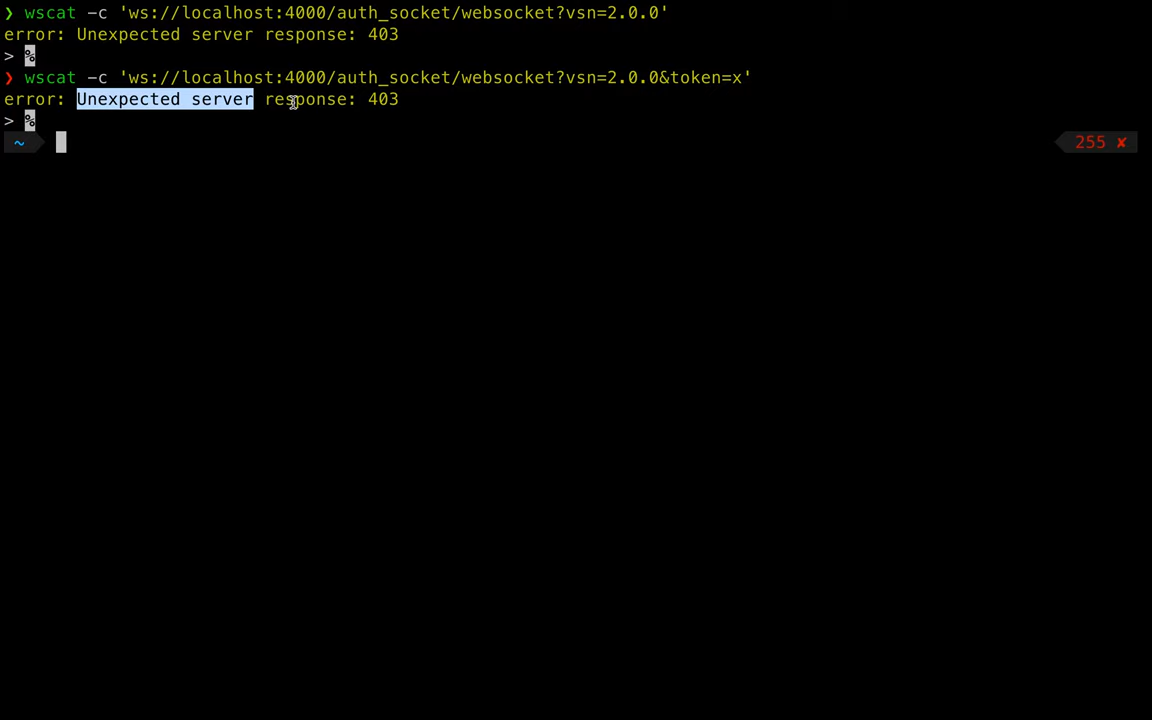 ❯ wscat -c 'ws://localhost:4000/auth_socket/websocket?vsn=2.0.0'
error: Unexpected server response: 403
> %
❯ wscat -c 'ws://localhost:4000/auth_socket/websocket?vsn=2.0.0&token=x'
error: Unexpected server response: 403
> %
~ 255 ✘